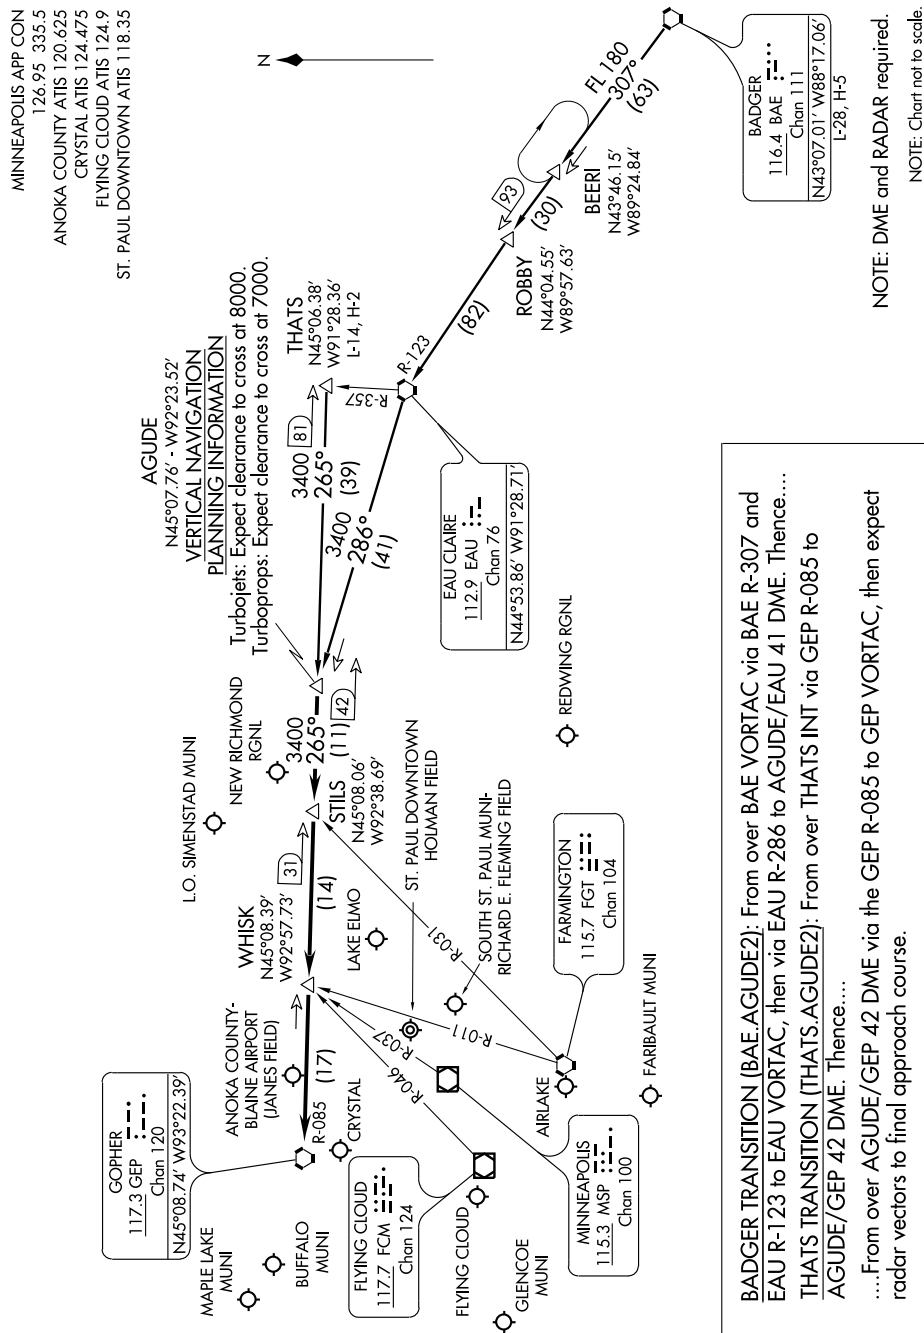 MINNEAPOLIS APP CON
126.95 335.5
ANOKA COUNTY ATIS 120.625
CRYSTAL ATIS 124.475
FLYING CLOUD ATIS 124.9
ST. PAUL DOWNTOWN ATIS 118.35
N
AGUDE
N45°07.76' - W92°23.52'
VERTICAL NAVIGATION
PLANNING INFORMATION
Turbojets: Expect clearance to cross at 8000.
Turboprops: Expect clearance to cross at 7000.
L.O. SIMENSTAD MUNI
NEW RICHMOND
RGNL
GOPHER
117.3 GEP
Chan 120
N45°08.74' W93°22.39'
MAPLE LAKE
MUNI
BUFFALO
MUNI
ANOKA COUNTY-
BLAINE AIRPORT
(JANES FIELD)
R-085
(17)
CRYSTAL
WHISK
N45°08.39'
W92°57.73'
31
(14)
STILS
N45°08.06'
W92°38.69'
3400
265°
(11)
42
3400
265°
(39)
81
THATS
N45°06.38'
W91°28.36'
L-14, H-2
3400
286°
(41)
R-357
R-123
EAU CLAIRE
112.9 EAU
Chan 76
N44°53.86' W91°28.71'
(82)
ROBBY
N44°04.55'
W89°57.63'
93
(30)
BEERI
N43°46.15'
W89°24.84'
FL 180
307°
(63)
BADGER
116.4 BAE
Chan 111
N43°07.01' W88°17.06'
L-28, H-5
LAKE ELMO
ST. PAUL DOWNTOWN
HOLMAN FIELD
SOUTH ST. PAUL MUNI-
RICHARD E. FLEMING FIELD
REDWING RGNL
R-031
R-011
R-037
R-046
FLYING CLOUD
117.7 FCM
Chan 124
FLYING CLOUD
GLENCOE
MUNI
MINNEAPOLIS
115.3 MSP
Chan 100
AIRLAKE
FARMINGTON
115.7 FGT
Chan 104
FARIBAULT MUNI
NOTE: DME and RADAR required.
NOTE: Chart not to scale.
BADGER TRANSITION (BAE.AGUDE2): From over BAE VORTAC via BAE R-307 and
EAU R-123 to EAU VORTAC, then via EAU R-286 to AGUDE/EAU 41 DME. Thence....
THATS TRANSITION (THATS.AGUDE2): From over THATS INT via GEP R-085 to
AGUDE/GEP 42 DME. Thence....
....From over AGUDE/GEP 42 DME via the GEP R-085 to GEP VORTAC, then expect
radar vectors to final approach course.